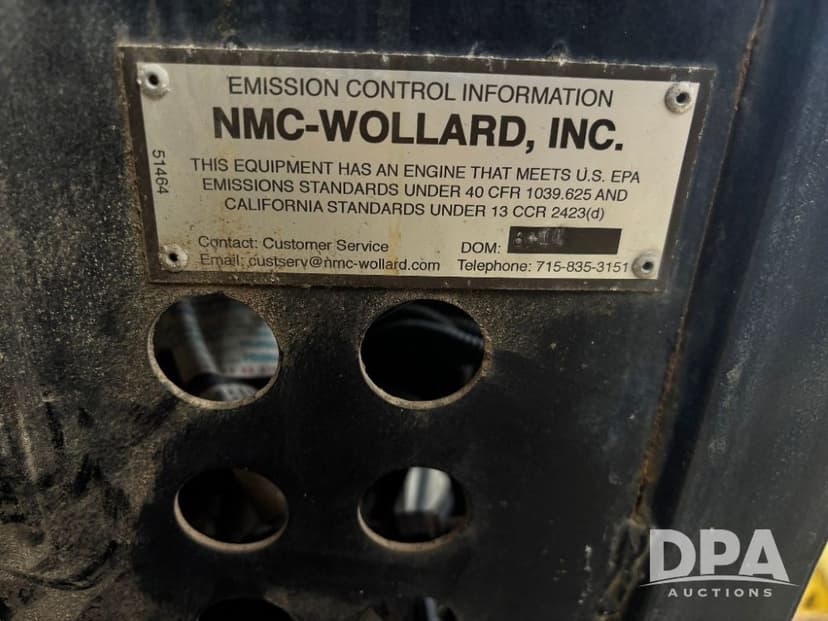 EMISSION CONTROL INFORMATION
NMC-WOLLARD, INC.
THIS EQUIPMENT HAS AN ENGINE THAT MEETS U.S. EPA
EMISSIONS STANDARDS UNDER 40 CFR 1039.625 AND
CALIFORNIA STANDARDS UNDER 13 CCR 2423(d)
51464
Contact: Customer Service
DOM:
Email: custserv@nmc-wollard.com Telephone: 715-835-3151
DPA
AUCTIONS